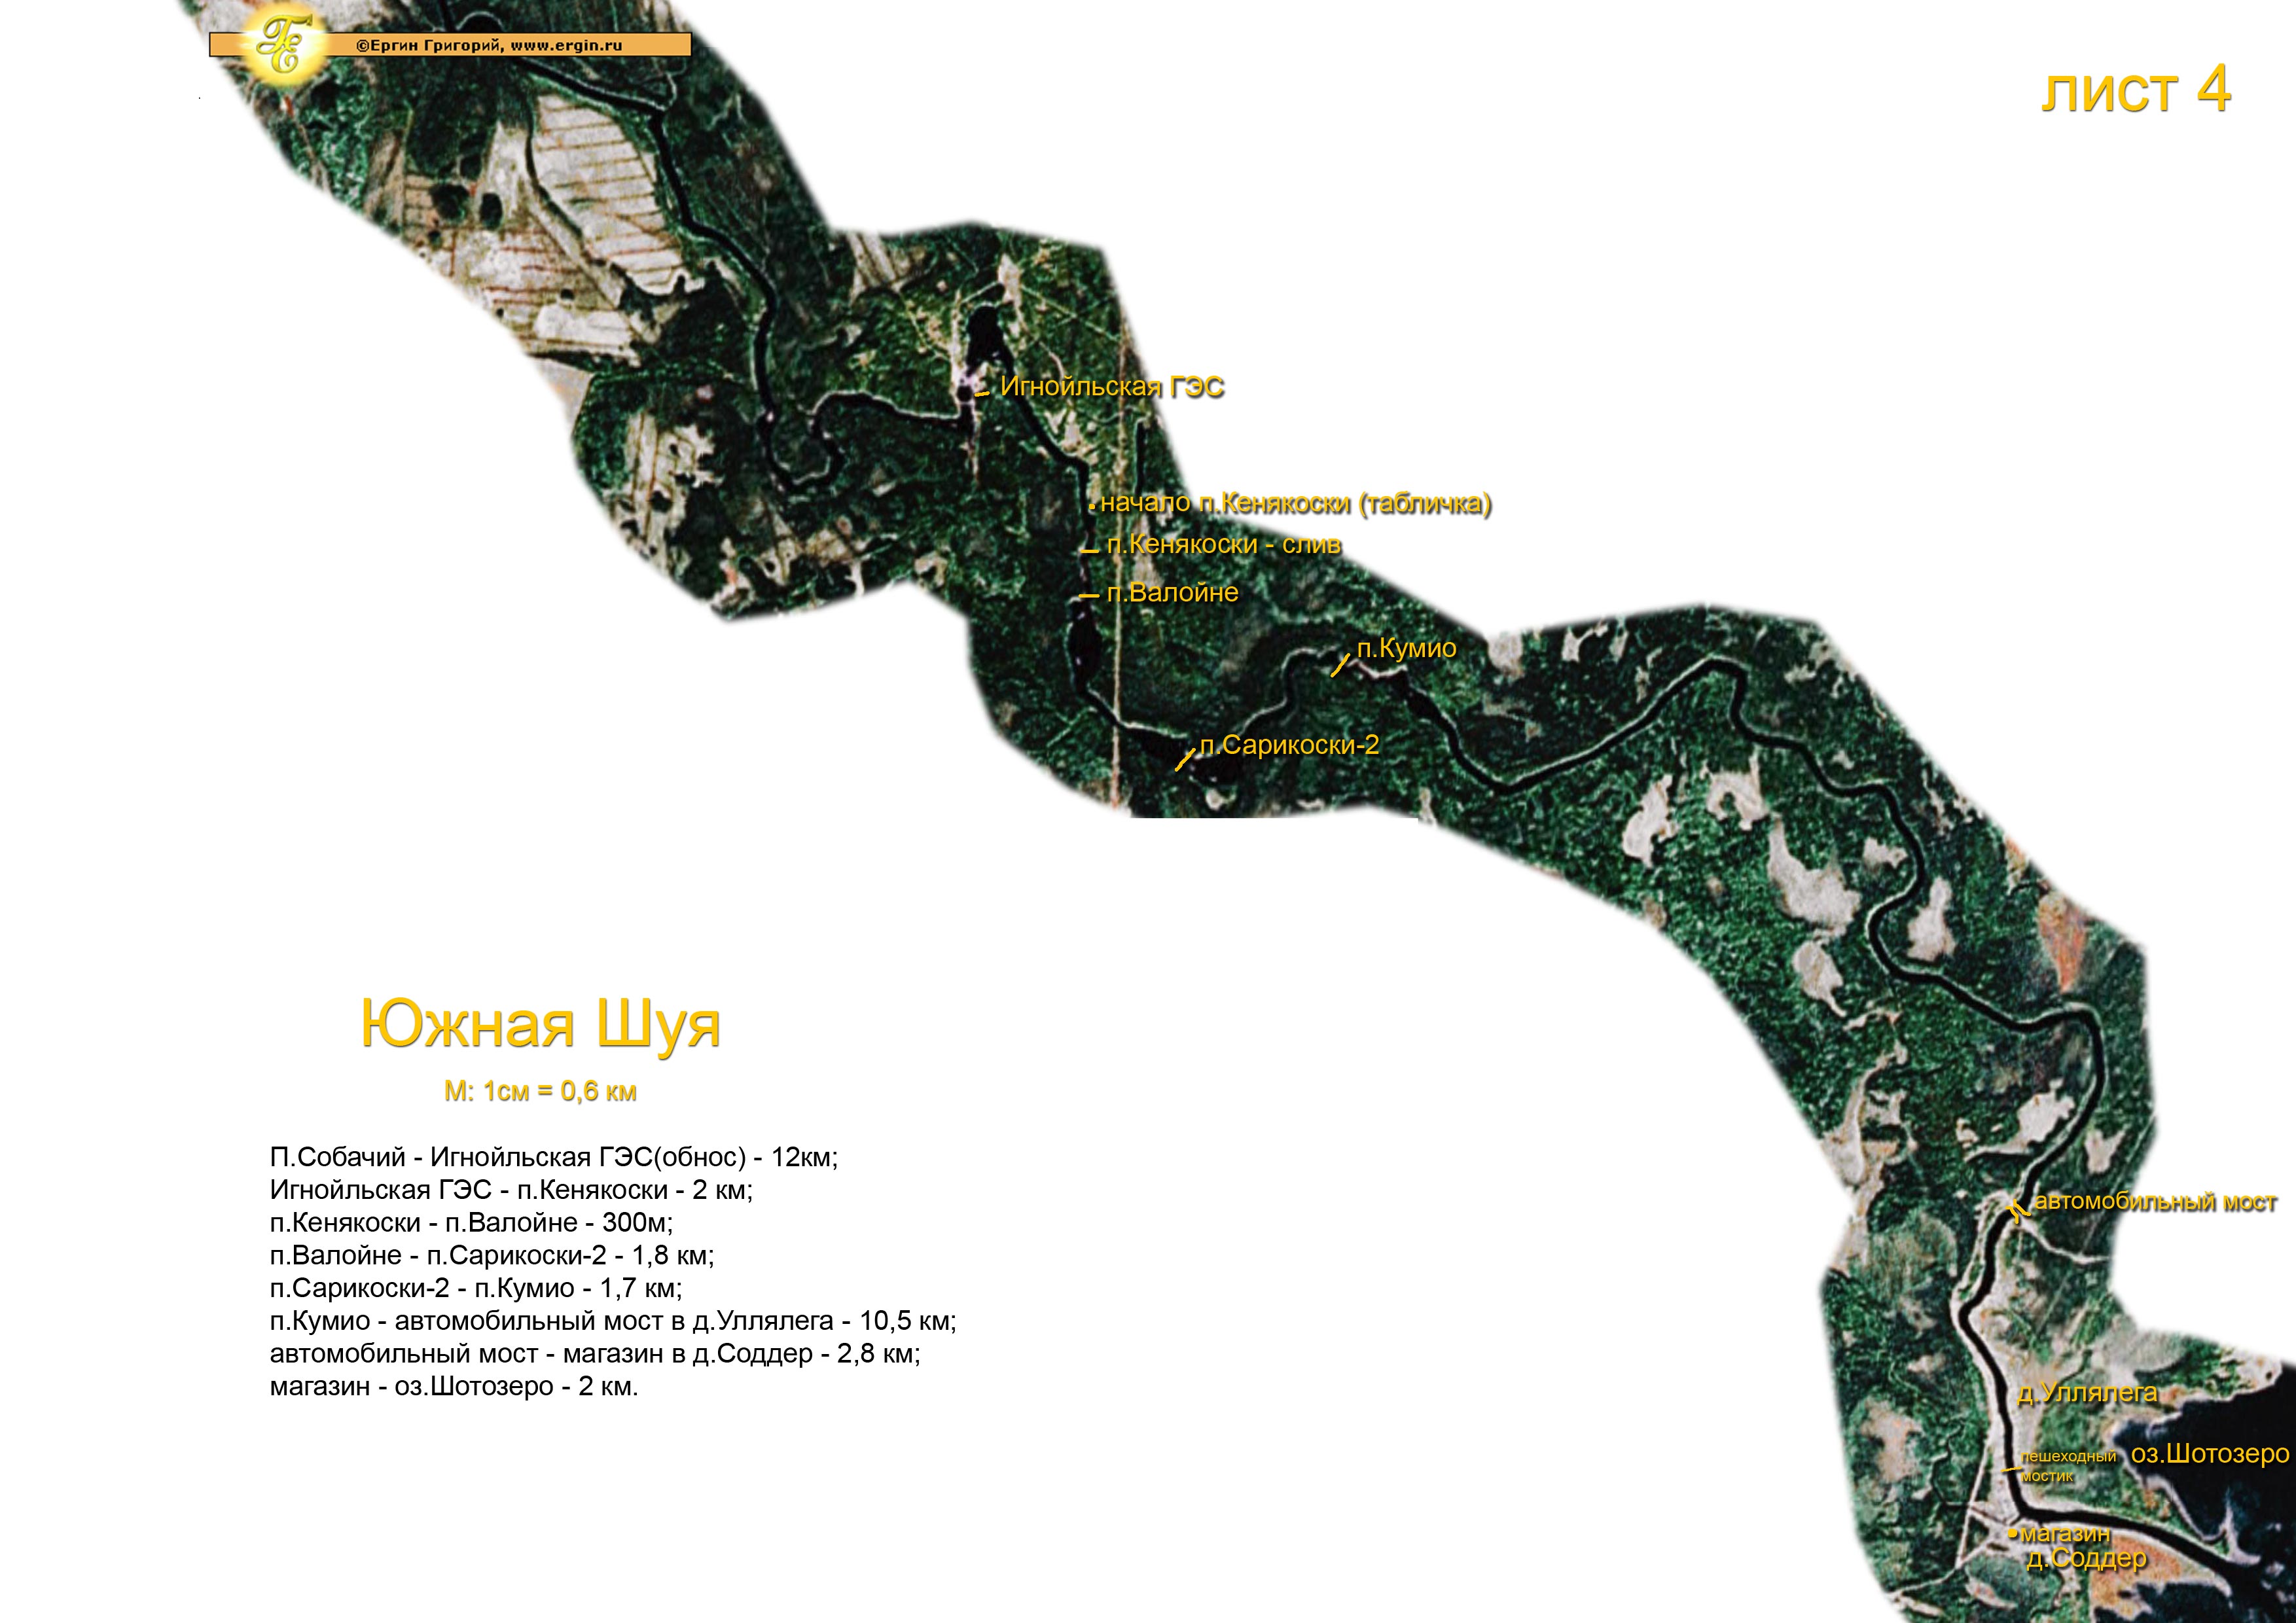 ©Ергин Григорий, www.ergin.ru
лист 4
Игнойльская ГЭС
начало п.Кенякоски (табличка)
п.Кенякоски - слив
п.Валойне
п.Кумио
п.Сарикоски-2
Южная Шуя
М: 1см = 0,6 км
П.Собачий - Игнойльская ГЭС(обнос) - 12км;
Игнойльская ГЭС - п.Кенякоски - 2 км;
п.Кенякоски - п.Валойне - 300м;
п.Валойне - п.Сарикоски-2 - 1,8 км;
п.Сарикоски-2 - п.Кумио - 1,7 км;
п.Кумио - автомобильный мост в д.Уллялега - 10,5 км;
автомобильный мост - магазин в д.Соддер - 2,8 км;
магазин - оз.Шотозеро - 2 км.
автомобильный мост
д.Уллялега
пешеходный
мостик
оз.Шотозеро
магазин
д.Соддер